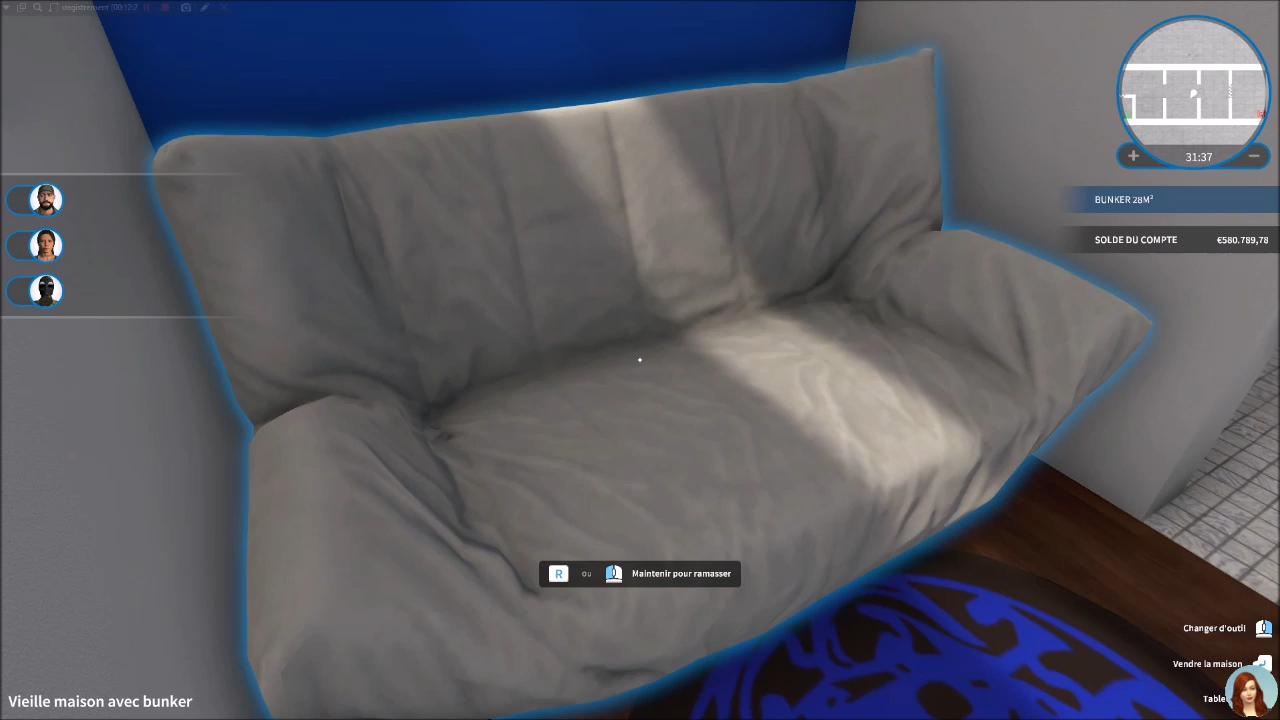 31:37
BUNKER 28M²
SOLDE DU COMPTE €580.789,78
R ou Maintenir pour ramasser
Changer d'outil
Vendre la maison
Vieille maison avec bunker